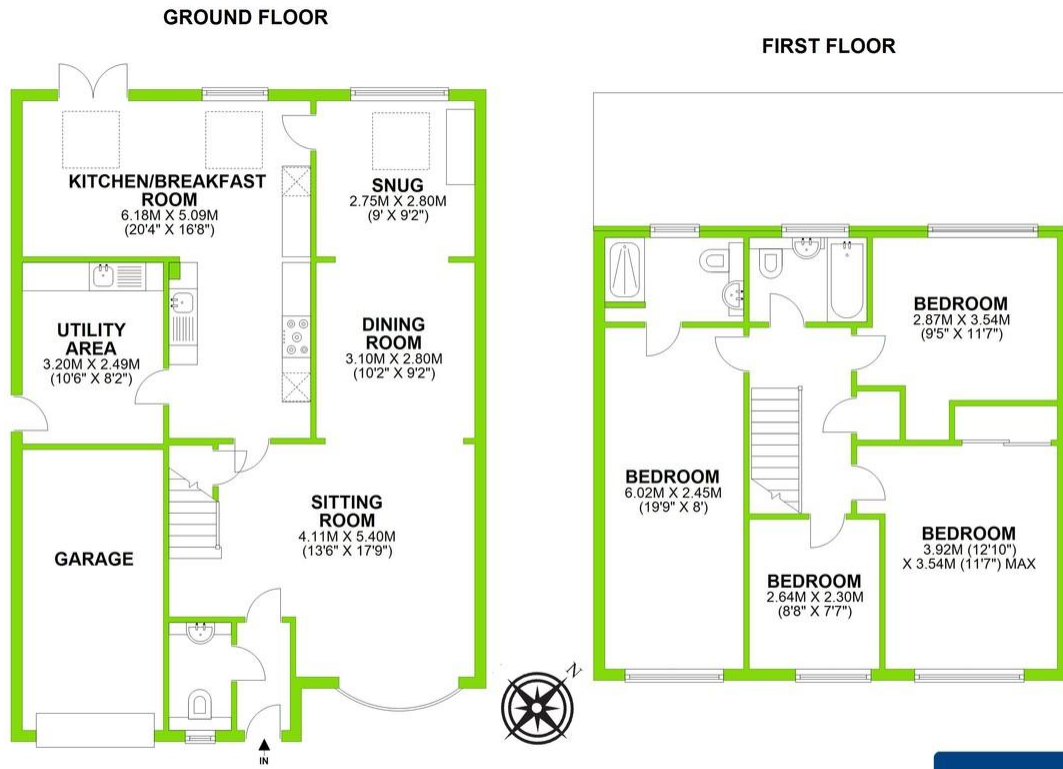 GROUND FLOOR
FIRST FLOOR
KITCHEN/BREAKFAST
ROOM
6.18M X 5.09M
(20'4" X 16'8")
SNUG
2.75M X 2.80M
(9' X 9'2")
UTILITY
AREA
3.20M X 2.49M
(10'6" X 8'2")
DINING
ROOM
3.10M X 2.80M
(10'2" X 9'2")
SITTING
ROOM
4.11M X 5.40M
(13'6" X 17'9")
GARAGE
IN
N
BEDROOM
2.87M X 3.54M
(9'5" X 11'7")
BEDROOM
6.02M X 2.45M
(19'9" X 8')
BEDROOM
3.92M (12'10")
X 3.54M (11'7") MAX
BEDROOM
2.64M X 2.30M
(8'8" X 7'7")